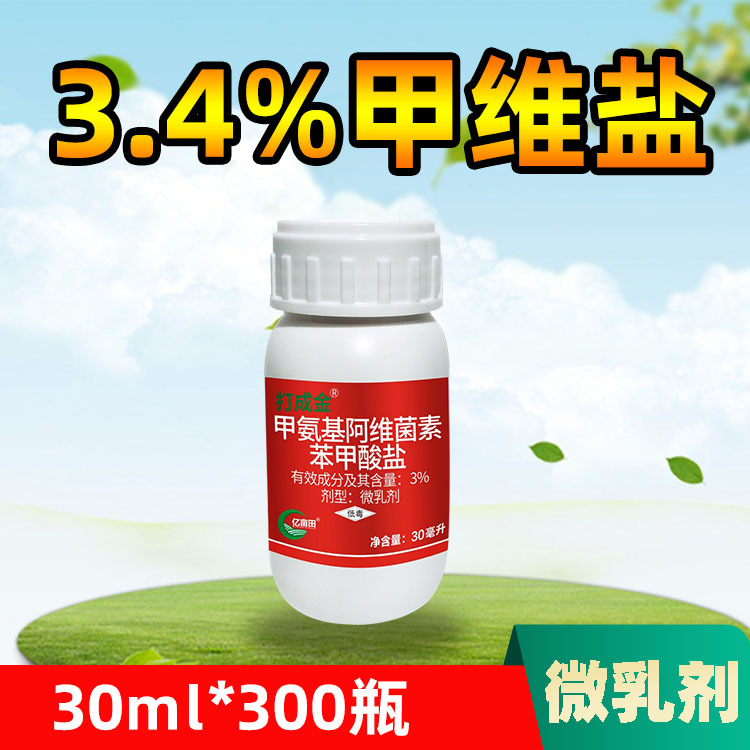 3.4%甲维盐
打成金®
甲氨基阿维菌素
苯甲酸盐
有效成分及其含量：3%
剂型：微乳剂
低毒
亿亩田®
净含量：30毫升
30ml*300瓶
微乳剂